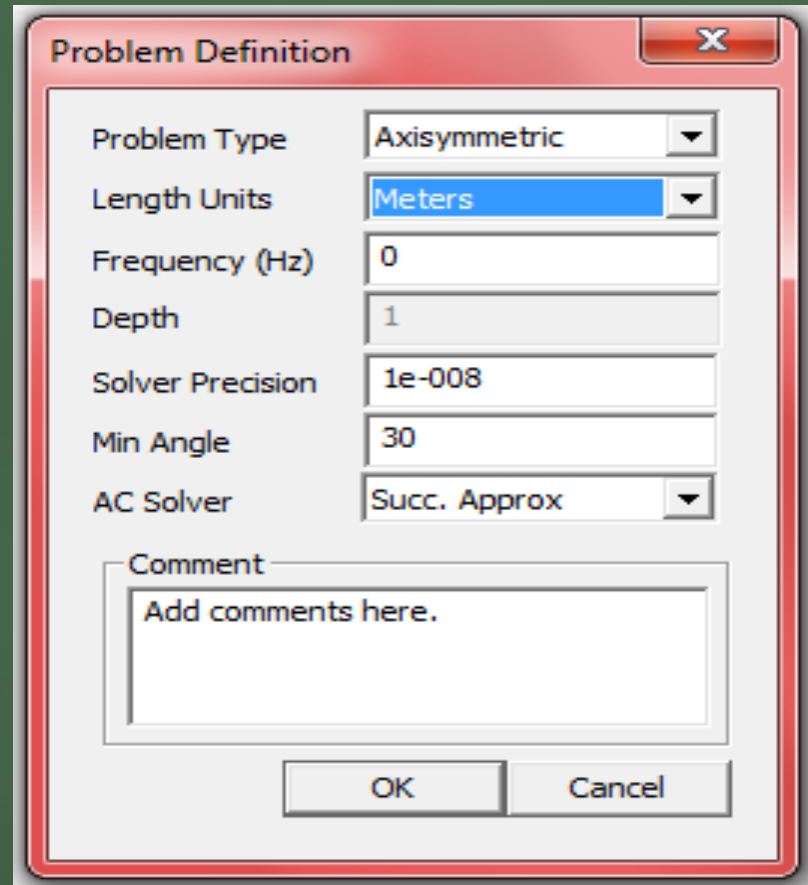 Problem Definition
Problem Type Axisymmetric
Length Units Meters
Frequency (Hz) 0
Depth 1
Solver Precision 1e-008
Min Angle 30
AC Solver Succ. Approx
Comment
Add comments here.
OK Cancel